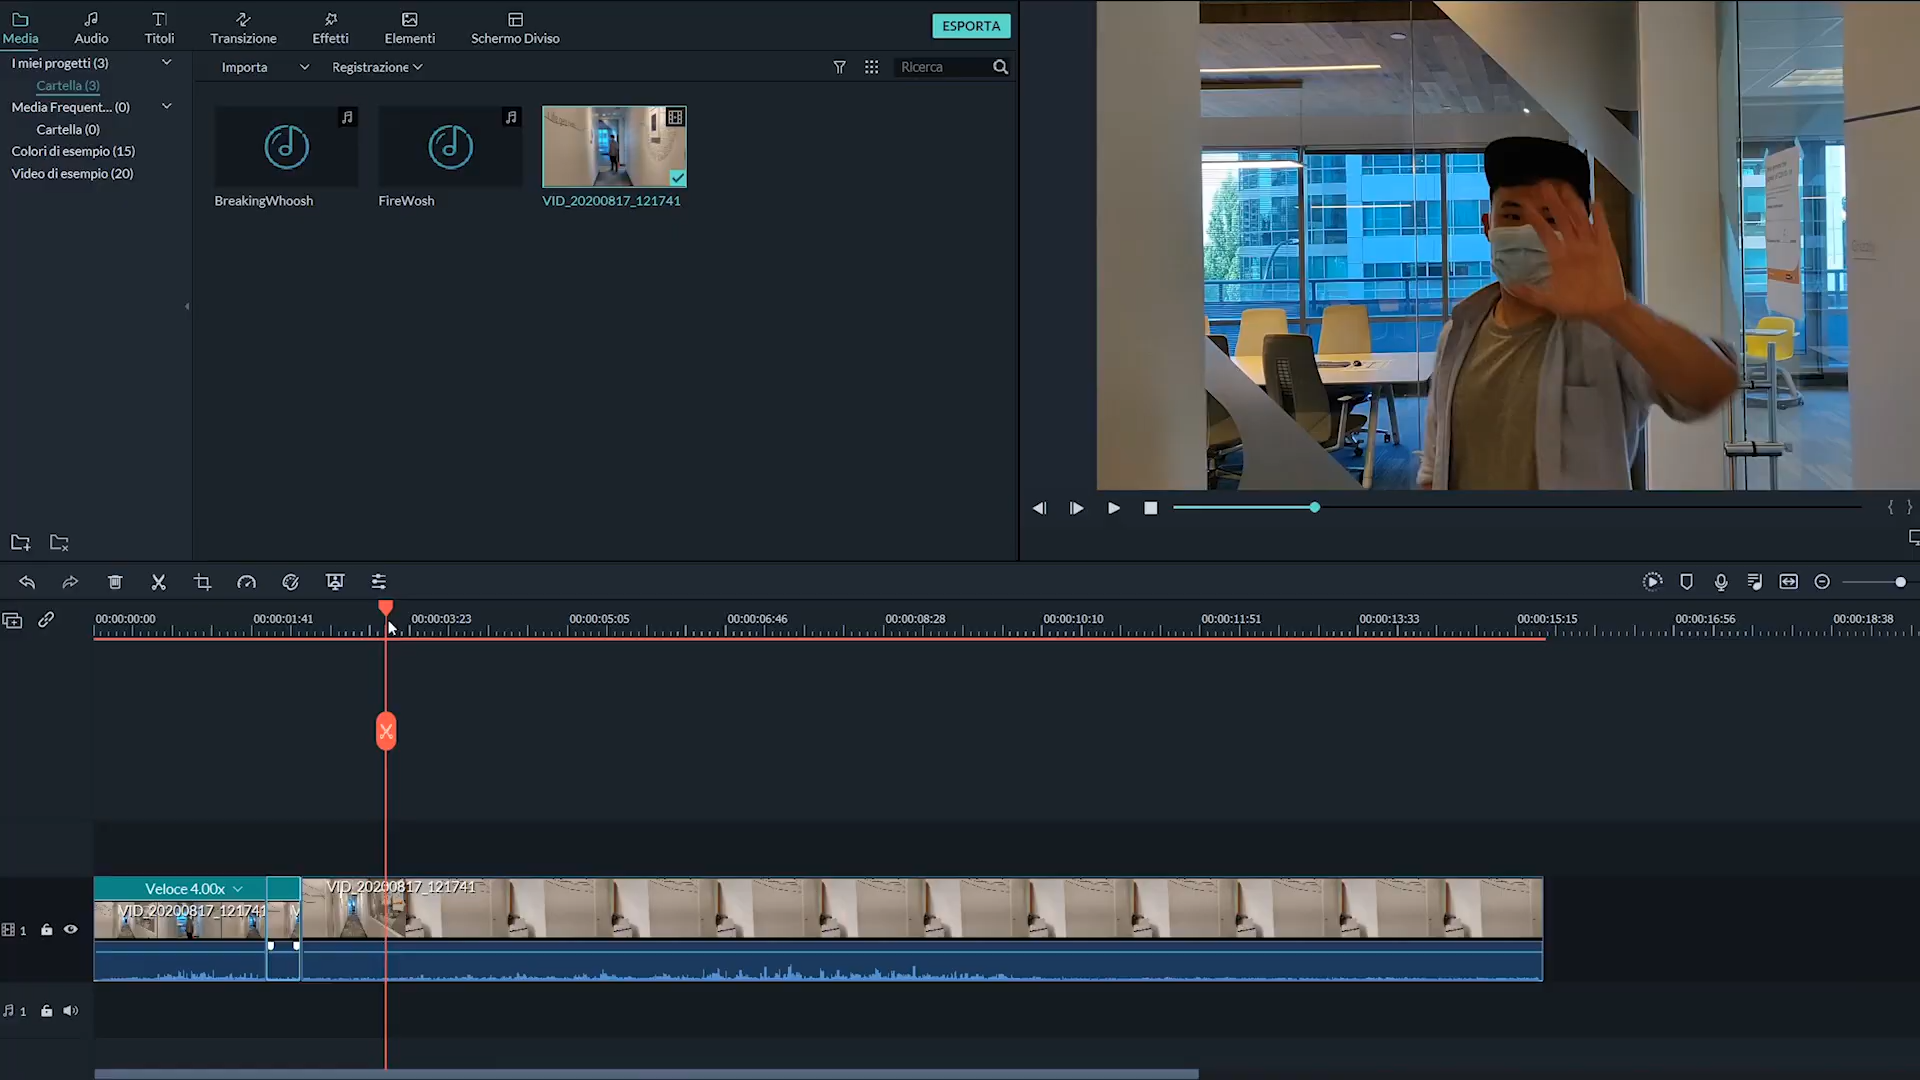 Media
Audio
Titoli
Transizione
Effetti
Elementi
Schermo Diviso
ESPORTA
I miei progetti (3)
Cartella (3)
Media Frequent... (0)
Cartella (0)
Colori di esempio (15)
Video di esempio (20)
Importa
Registrazione
Ricerca
BreakingWhoosh
FireWosh
VID_20200817_121741
00:00:00:00
00:00:01:41
00:00:03:23
00:00:05:05
00:00:06:46
00:00:08:28
00:00:10:10
00:00:11:51
00:00:13:33
00:00:15:15
00:00:16:56
00:00:18:38
Veloce 4.00x
VID_20200817_121741
V
VID_20200817_121741
1
1